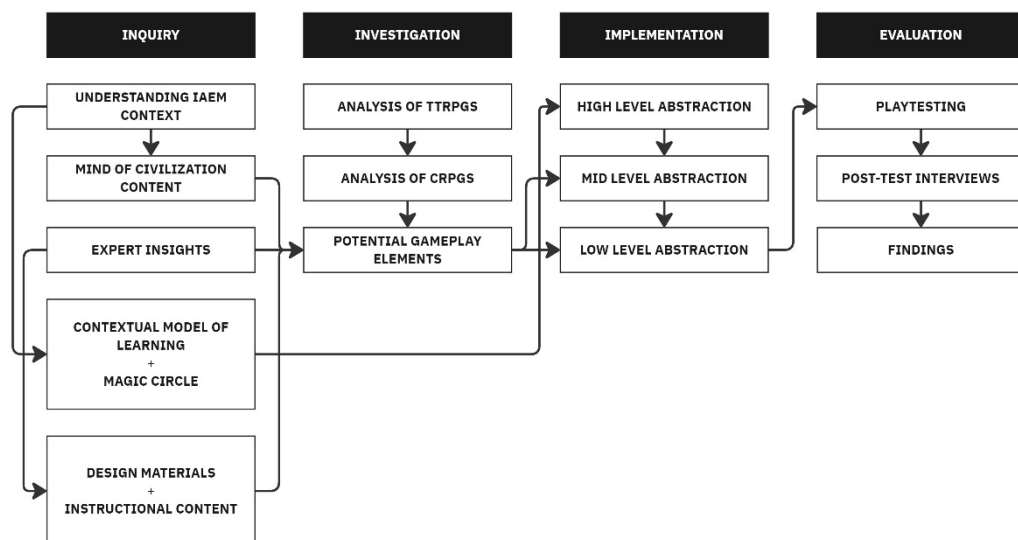 INQUIRY
UNDERSTANDING IAEM
CONTEXT
MIND OF CIVILIZATION
CONTENT
EXPERT INSIGHTS
CONTEXTUAL MODEL OF
LEARNING
+
MAGIC CIRCLE
DESIGN MATERIALS
+
INSTRUCTIONAL CONTENT
INVESTIGATION
ANALYSIS OF TTRPGS
ANALYSIS OF CRPGS
POTENTIAL GAMEPLAY
ELEMENTS
IMPLEMENTATION
HIGH LEVEL ABSTRACTION
MID LEVEL ABSTRACTION
LOW LEVEL ABSTRACTION
EVALUATION
PLAYTESTING
POST-TEST INTERVIEWS
FINDINGS